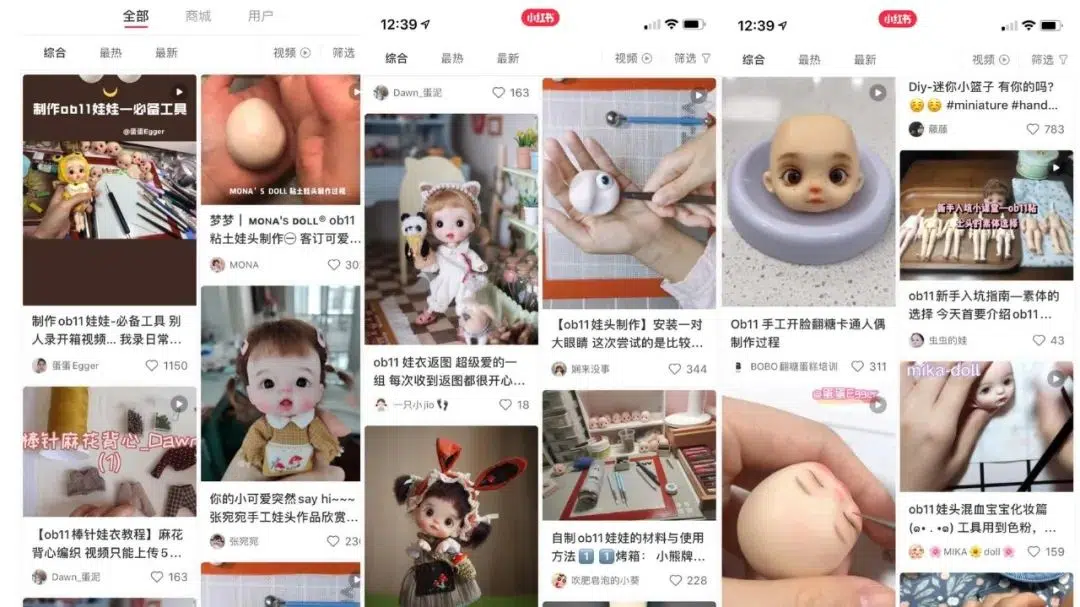 全部
商城
用户
综合
最热
最新
视频
筛选
制作ob11娃娃—必备工具
@蛋蛋Egger
制作ob11娃娃-必备工具 别
人录开箱视频... 我录日常...
蛋蛋Egger
1150
棒针麻花背心_Dawn
(1)
【ob11棒针娃衣教程】麻花
背心编织 视频只能上传5...
Dawn_蛋泥
163
MONA'S DOLL 粘土娃头制作过程
梦梦 | MONA'S DOLL® ob11
粘土娃头制作㊀ 客订可爱...
MONA
30
你的小可爱突然say hi~~~
张宛宛手工娃头作品欣赏...
张宛宛
23
12:39
小红书
综合
最热
最新
视频
筛选
Dawn_蛋泥
163
ob11 娃衣返图 超级爱的一
组 每次收到返图都很开心...
一只小jio
18
【ob11娃头制作】安装一对
大眼睛 这次尝试的是比较...
娴来没事
344
自制ob11娃娃的材料与使用
方法 1 1 烤箱： 小熊牌...
吹肥皂泡的小葵
228
12:39
小红书
综合
最热
最新
视频
筛选
Ob11 手工开脸翻糖卡通人偶
制作过程
BOBO翻糖蛋糕培训
311
@蛋蛋Egger
Diy-迷你小篮子 有你的吗？
#miniature #hand...
藤藤
783
新手入坑小课堂—ob11粘
土头的素体选择
ob11新手入坑指南—素体的
选择 今天首要介绍ob11...
虫虫的娃
43
mika-doll
ob11娃头混血宝宝化妆篇
(๑• . •๑) 工具用到色粉，...
🌸MIKA🌻doll🌸
159